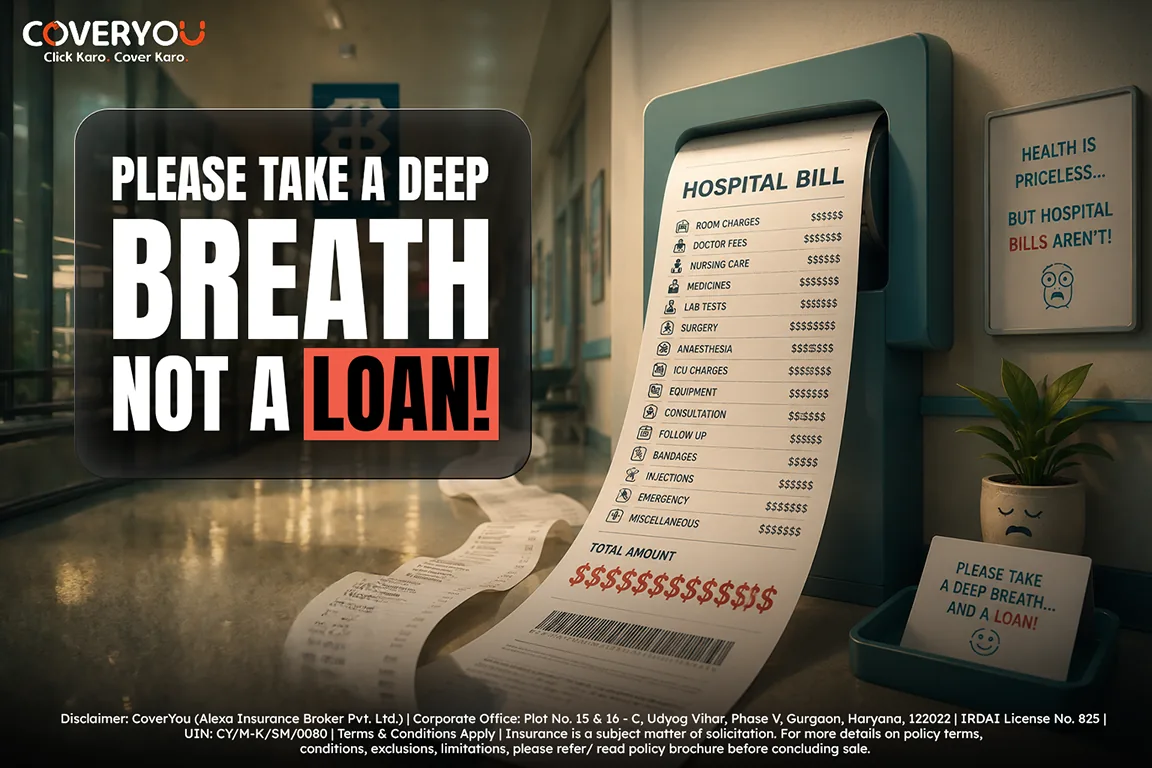 COVERYOU
Click Karo. Cover Karo.
PLEASE TAKE A DEEP
BREATH
NOT A LOAN!
HOSPITAL BILL
ROOM CHARGES $$$$$$
DOCTOR FEES $$$$$$$
NURSING CARE $$$$$$
MEDICINES $$$$$$$
LAB TESTS $$$$$$$
SURGERY $$$$$$$$
ANAESTHESIA $$$$$$$$
ICU CHARGES $$$$$$$$
EQUIPMENT $$$$$$$
CONSULTATION $$$$$$$
FOLLOW UP $$$$$$
BANDAGES $$$$$
INJECTIONS $$$$$$
EMERGENCY $$$$$$$
MISCELLANEOUS $$$$$$$
TOTAL AMOUNT
$$$$$$$$$$$$$
HEALTH IS
PRICELESS...
BUT HOSPITAL
BILLS AREN'T!
PLEASE TAKE
A DEEP BREATH...
AND A LOAN!
Disclaimer: CoverYou (Alexa Insurance Broker Pvt. Ltd.) | Corporate Office: Plot No. 15 & 16 - C, Udyog Vihar, Phase V, Gurgaon, Haryana, 122022 | IRDAI License No. 825 |
UIN: CY/M-K/SM/0080 | Terms & Conditions Apply | Insurance is a subject matter of solicitation. For more details on policy terms,
conditions, exclusions, limitations, please refer/ read policy brochure before concluding sale.